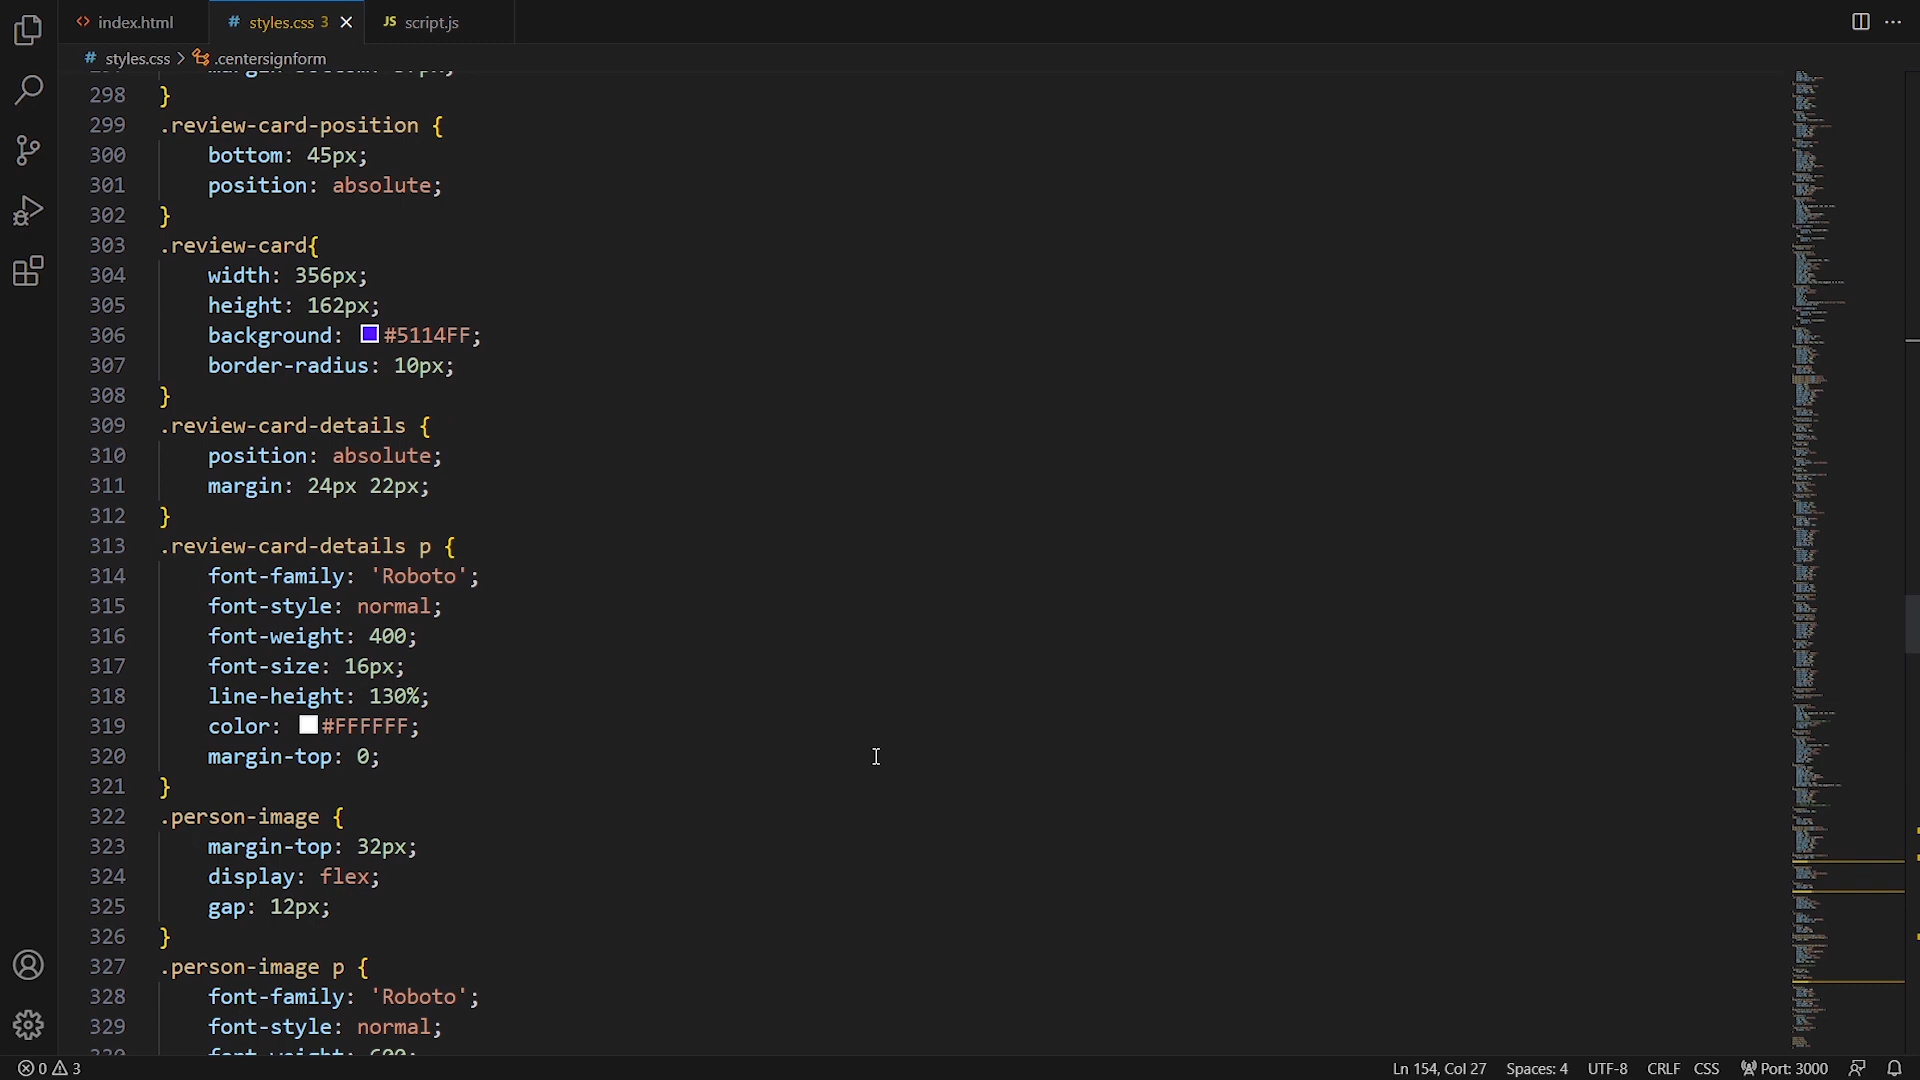 index.html
# styles.css 3
JS script.js
# styles.css > .centersignform
298 }
299 .review-card-position {
300 bottom: 45px;
301 position: absolute;
302 }
303 .review-card{
304 width: 356px;
305 height: 162px;
306 background: #5114FF;
307 border-radius: 10px;
308 }
309 .review-card-details {
310 position: absolute;
311 margin: 24px 22px;
312 }
313 .review-card-details p {
314 font-family: 'Roboto';
315 font-style: normal;
316 font-weight: 400;
317 font-size: 16px;
318 line-height: 130%;
319 color: #FFFFFF;
320 margin-top: 0;
321 }
322 .person-image {
323 margin-top: 32px;
324 display: flex;
325 gap: 12px;
326 }
327 .person-image p {
328 font-family: 'Roboto';
329 font-style: normal;
330 font-weight: 600;
0 3 Ln 154, Col 27 Spaces: 4 UTF-8 CRLF CSS Port: 3000